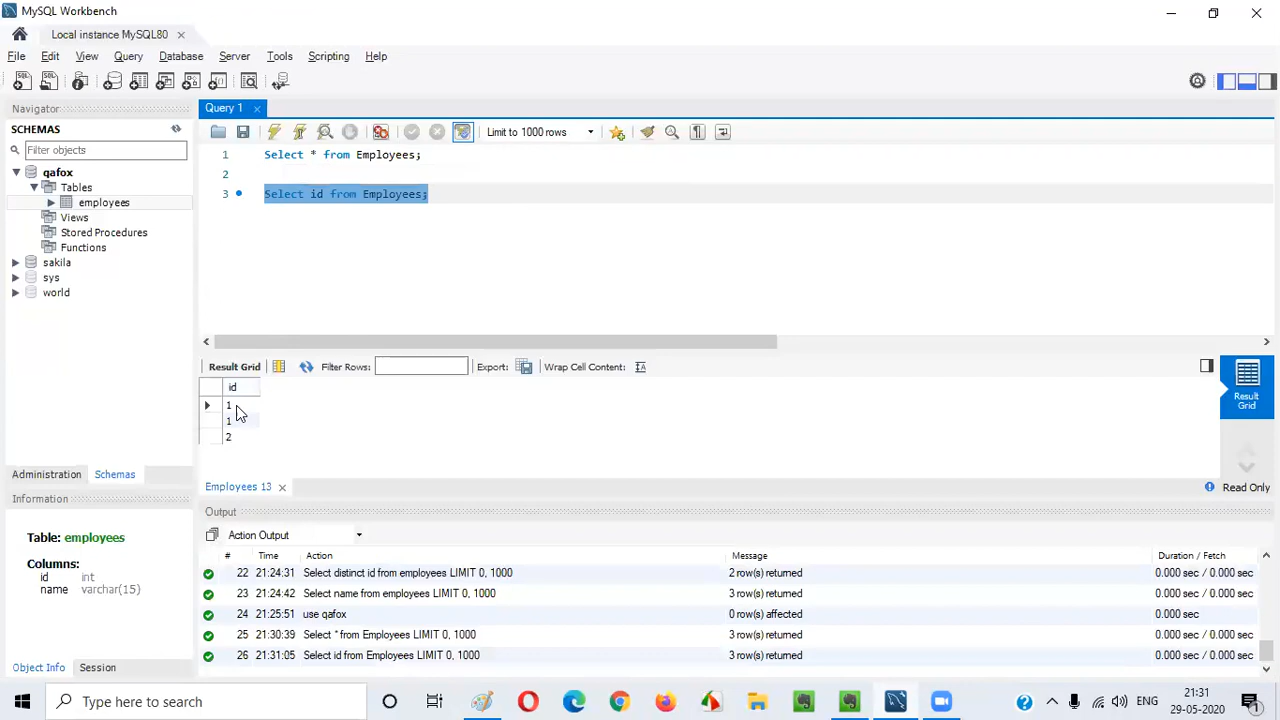 MySQL Workbench
Local instance MySQL80
File Edit View Query Database Server Tools Scripting Help
Navigator
SCHEMAS
Filter objects
qafox
Tables
employees
Views
Stored Procedures
Functions
sakila
sys
world
Administration Schemas
Information
Table: employees
Columns:
id int
name varchar(15)
Object Info Session
Query 1
Limit to 1000 rows
1 Select * from Employees;
2
3 Select id from Employees;
Result Grid Filter Rows: Export: Wrap Cell Content:
id
1
1
2
Result Grid
Employees 13
Read Only
Output
Action Output
# Time Action Message Duration / Fetch
22 21:24:31 Select distinct id from employees LIMIT 0, 1000 2 row(s) returned 0.000 sec / 0.000 sec
23 21:24:42 Select name from employees LIMIT 0, 1000 3 row(s) returned 0.000 sec / 0.000 sec
24 21:25:51 use qafox 0 row(s) affected 0.000 sec
25 21:30:39 Select * from Employees LIMIT 0, 1000 3 row(s) returned 0.000 sec / 0.000 sec
26 21:31:05 Select id from Employees LIMIT 0, 1000 3 row(s) returned 0.000 sec / 0.000 sec
Type here to search
ENG
21:31
29-05-2020